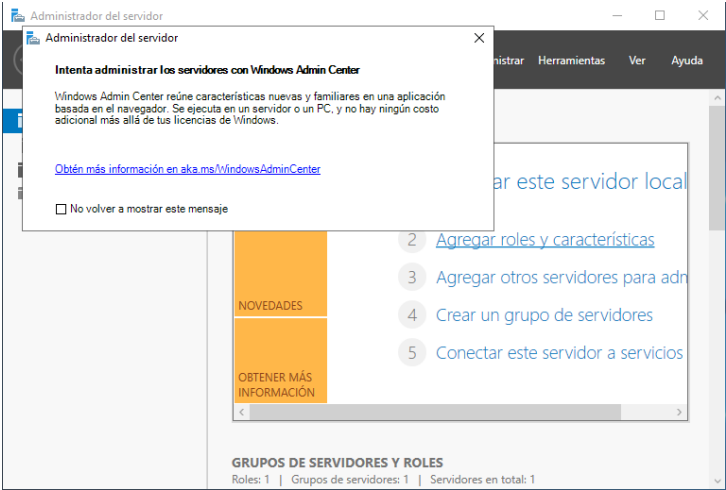 Administrador del servidor
Administrador del servidor
Intenta administrar los servidores con Windows Admin Center
Windows Admin Center reúne características nuevas y familiares en una aplicación
basada en el navegador. Se ejecuta en un servidor o un PC, y no hay ningún costo
adicional más allá de tus licencias de Windows.
Obtén más información en aka.ms/WindowsAdminCenter
No volver a mostrar este mensaje
nistrar Herramientas Ver Ayuda
ar este servidor local
2 Agregar roles y características
3 Agregar otros servidores para adn
4 Crear un grupo de servidores
5 Conectar este servidor a servicios
NOVEDADES
OBTENER MÁS
INFORMACIÓN
GRUPOS DE SERVIDORES Y ROLES
Roles: 1 | Grupos de servidores: 1 | Servidores en total: 1